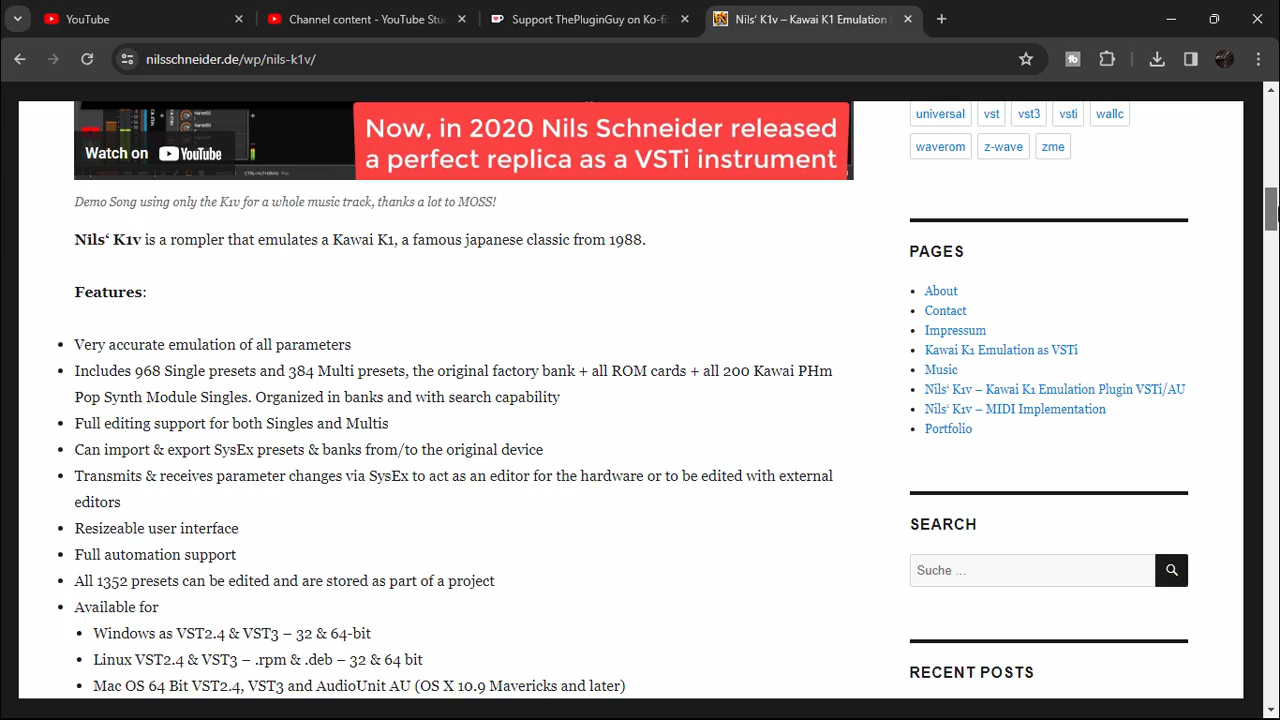 YouTube
Channel content - YouTube Stu
Support ThePluginGuy on Ko-fi
Nils' K1v – Kawai K1 Emulation
nilsschneider.de/wp/nils-k1v/
Watch on YouTube
Now, in 2020 Nils Schneider released
a perfect replica as a VSTi instrument
Demo Song using only the K1v for a whole music track, thanks a lot to MOSS!
Nils‘ K1v is a rompler that emulates a Kawai K1, a famous japanese classic from 1988.
Features:
Very accurate emulation of all parameters
Includes 968 Single presets and 384 Multi presets, the original factory bank + all ROM cards + all 200 Kawai PHm
Pop Synth Module Singles. Organized in banks and with search capability
Full editing support for both Singles and Multis
Can import & export SysEx presets & banks from/to the original device
Transmits & receives parameter changes via SysEx to act as an editor for the hardware or to be edited with external
editors
Resizeable user interface
Full automation support
All 1352 presets can be edited and are stored as part of a project
Available for
Windows as VST2.4 & VST3 – 32 & 64-bit
Linux VST2.4 & VST3 – .rpm & .deb – 32 & 64 bit
Mac OS 64 Bit VST2.4, VST3 and AudioUnit AU (OS X 10.9 Mavericks and later)
universal vst vst3 vsti wallc
waverom z-wave zme
PAGES
About
Contact
Impressum
Kawai K1 Emulation as VSTi
Music
Nils‘ K1v – Kawai K1 Emulation Plugin VSTi/AU
Nils‘ K1v – MIDI Implementation
Portfolio
SEARCH
Suche …
RECENT POSTS